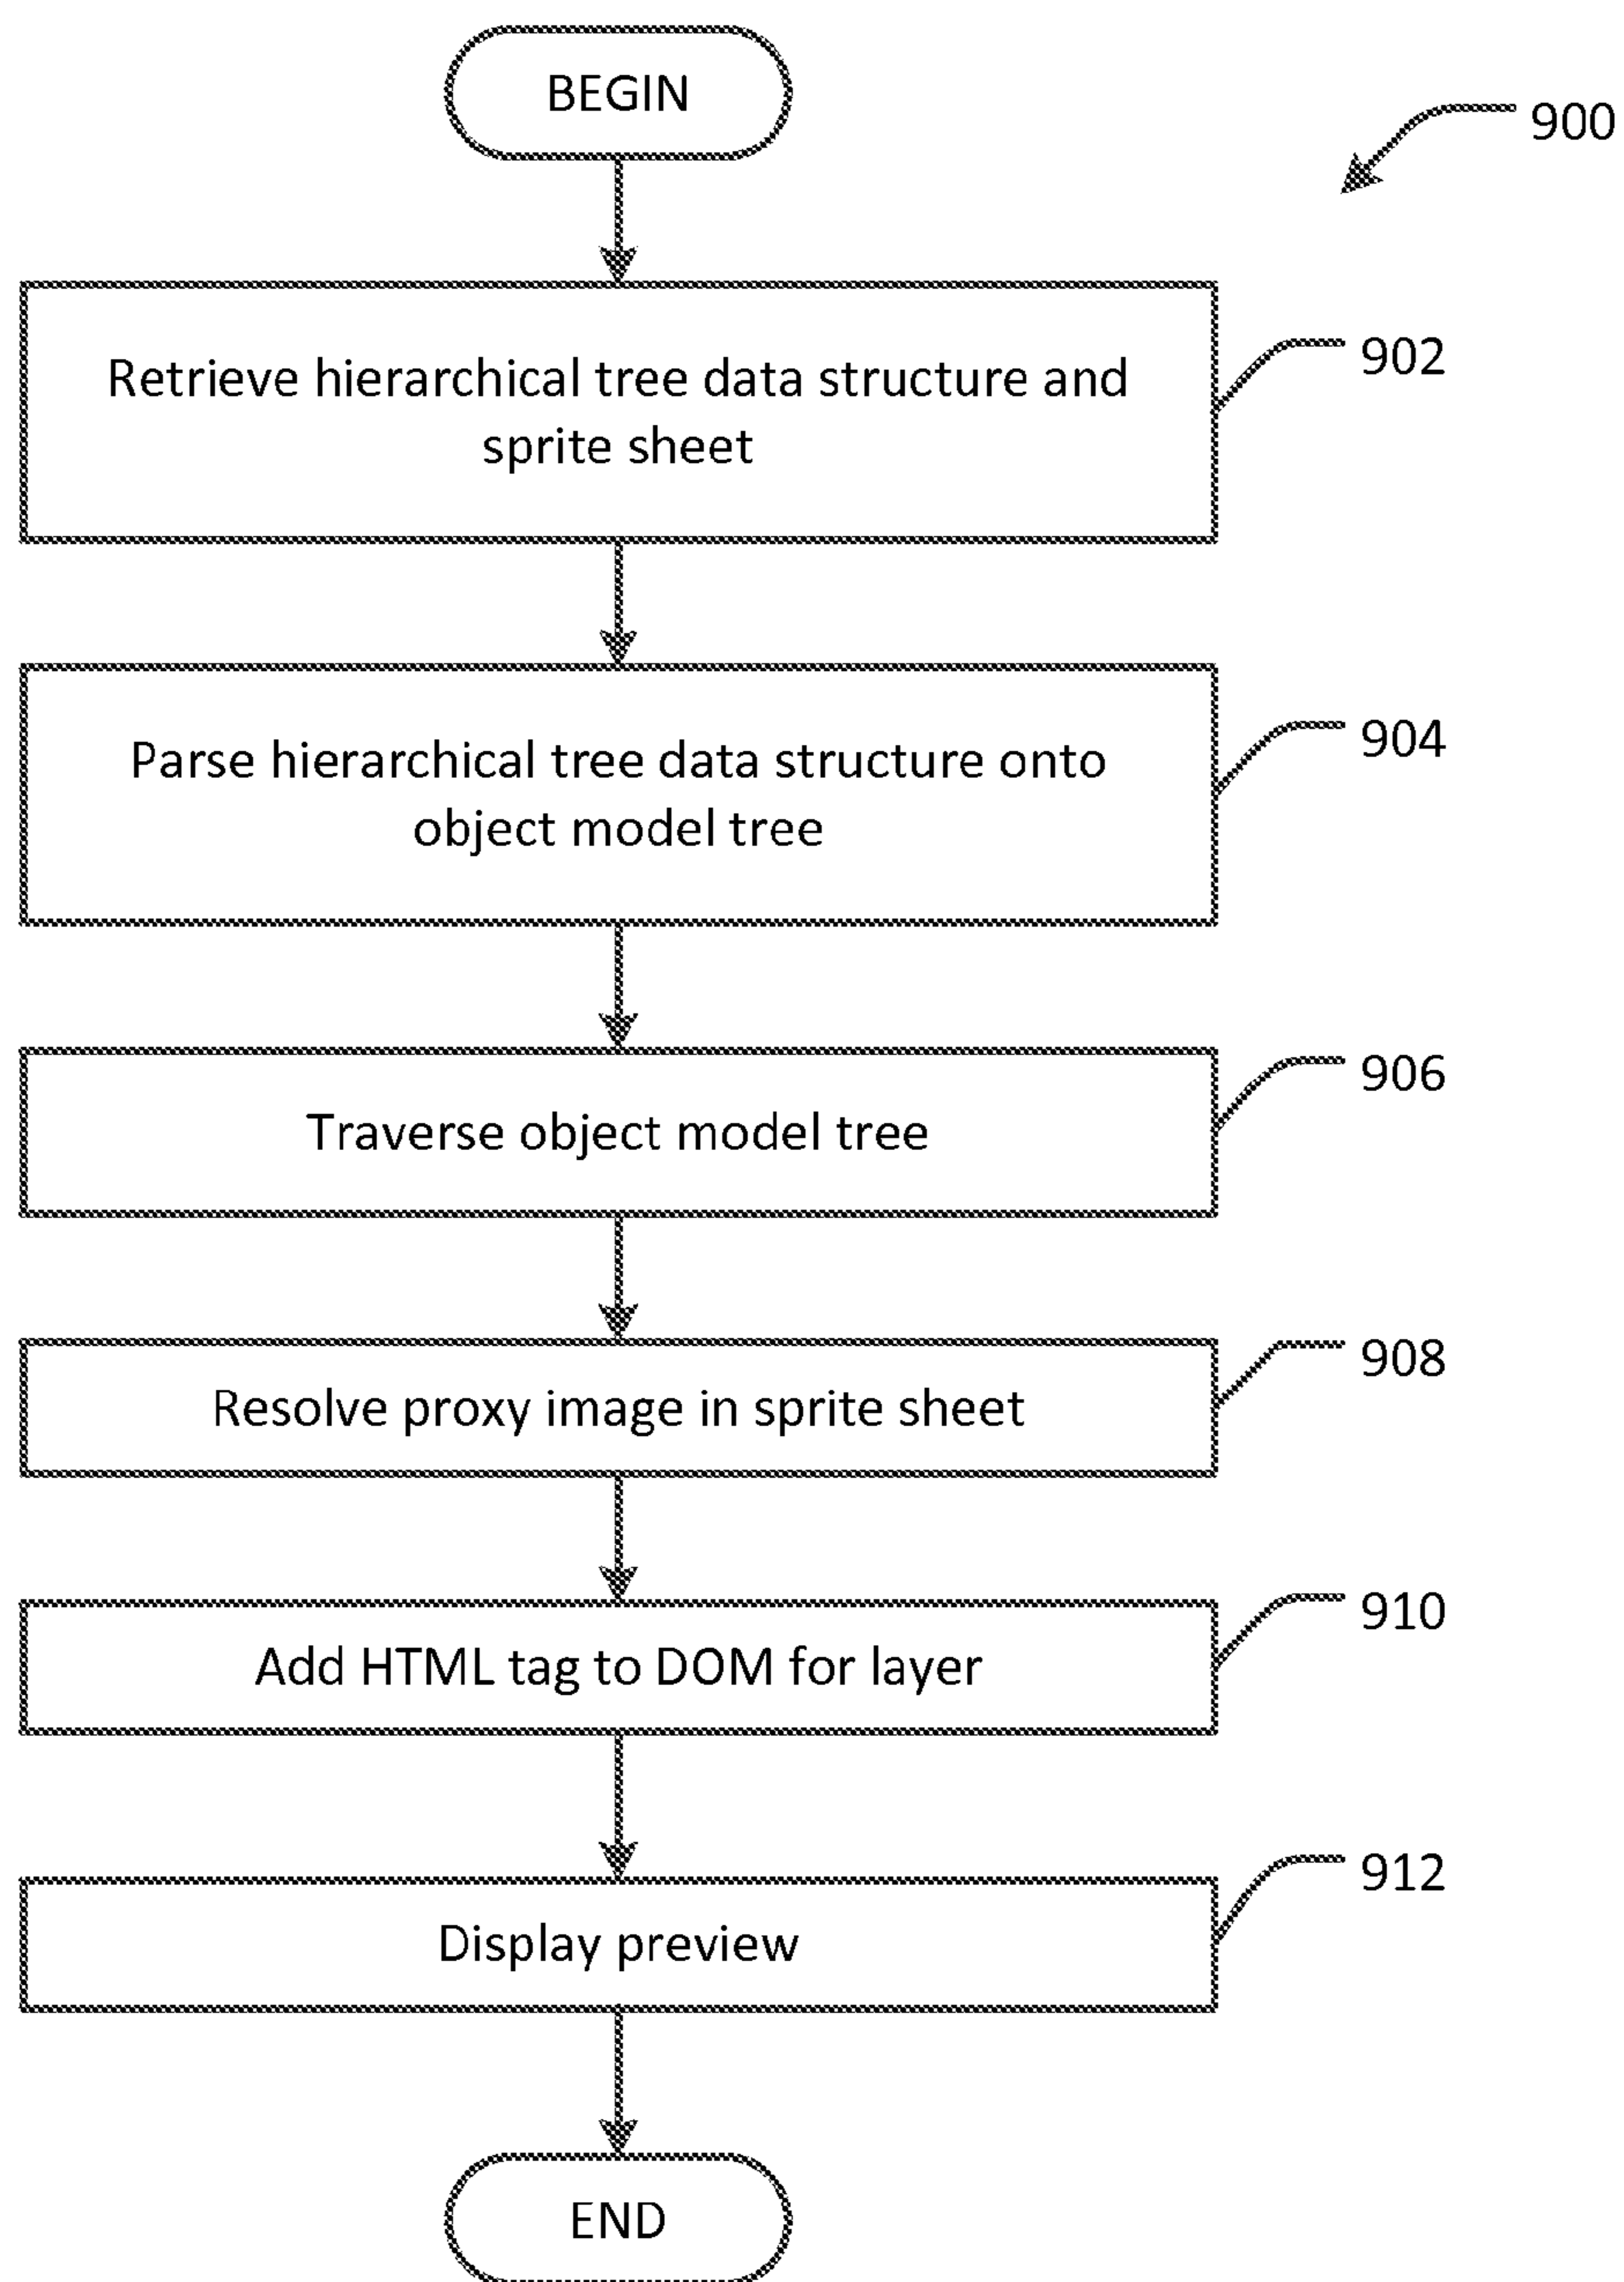 BEGIN
900
Retrieve hierarchical tree data structure and
sprite sheet
902
Parse hierarchical tree data structure onto
object model tree
904
Traverse object model tree
906
Resolve proxy image in sprite sheet
908
Add HTML tag to DOM for layer
910
Display preview
912
END